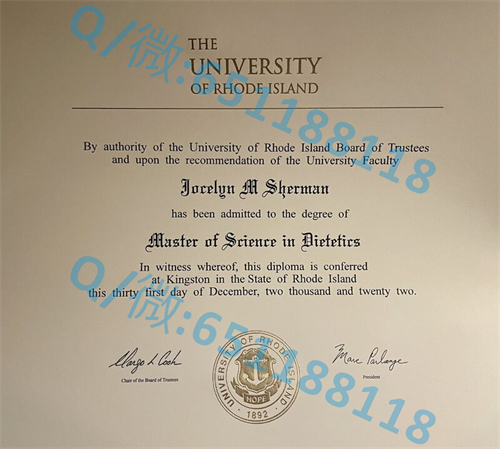 THE
UNIVERSITY
OF RHODE ISLAND
By authority of the University of Rhode Island Board of Trustees
and upon the recommendation of the University Faculty
Jocelyn M Sherman
has been admitted to the degree of
Master of Science in Dietetics
In witness whereof, this diploma is conferred
at Kingston in the State of Rhode Island
this thirty first day of December, two thousand and twenty two.
Margo L Cook
Chair of the Board of Trustees
Marc Parlange
President
UNIVERSITY OF RHODE ISLAND
HOPE
1892
Q/微:651188118
Q/微:651188118